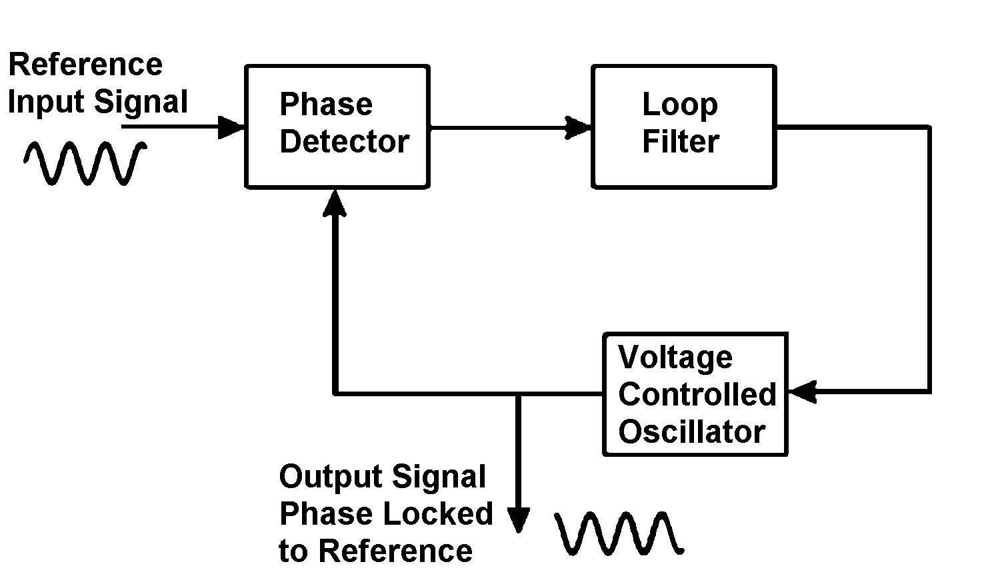 Reference
Input Signal
Phase
Detector
Loop
Filter
Voltage
Controlled
Oscillator
Output Signal
Phase Locked
to Reference